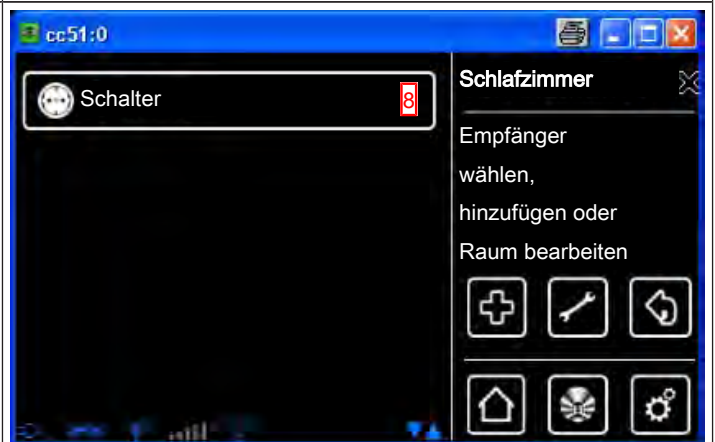 cc51:0
Schalter 8
Schlafzimmer
Empfänger
wählen,
hinzufügen oder
Raum bearbeiten